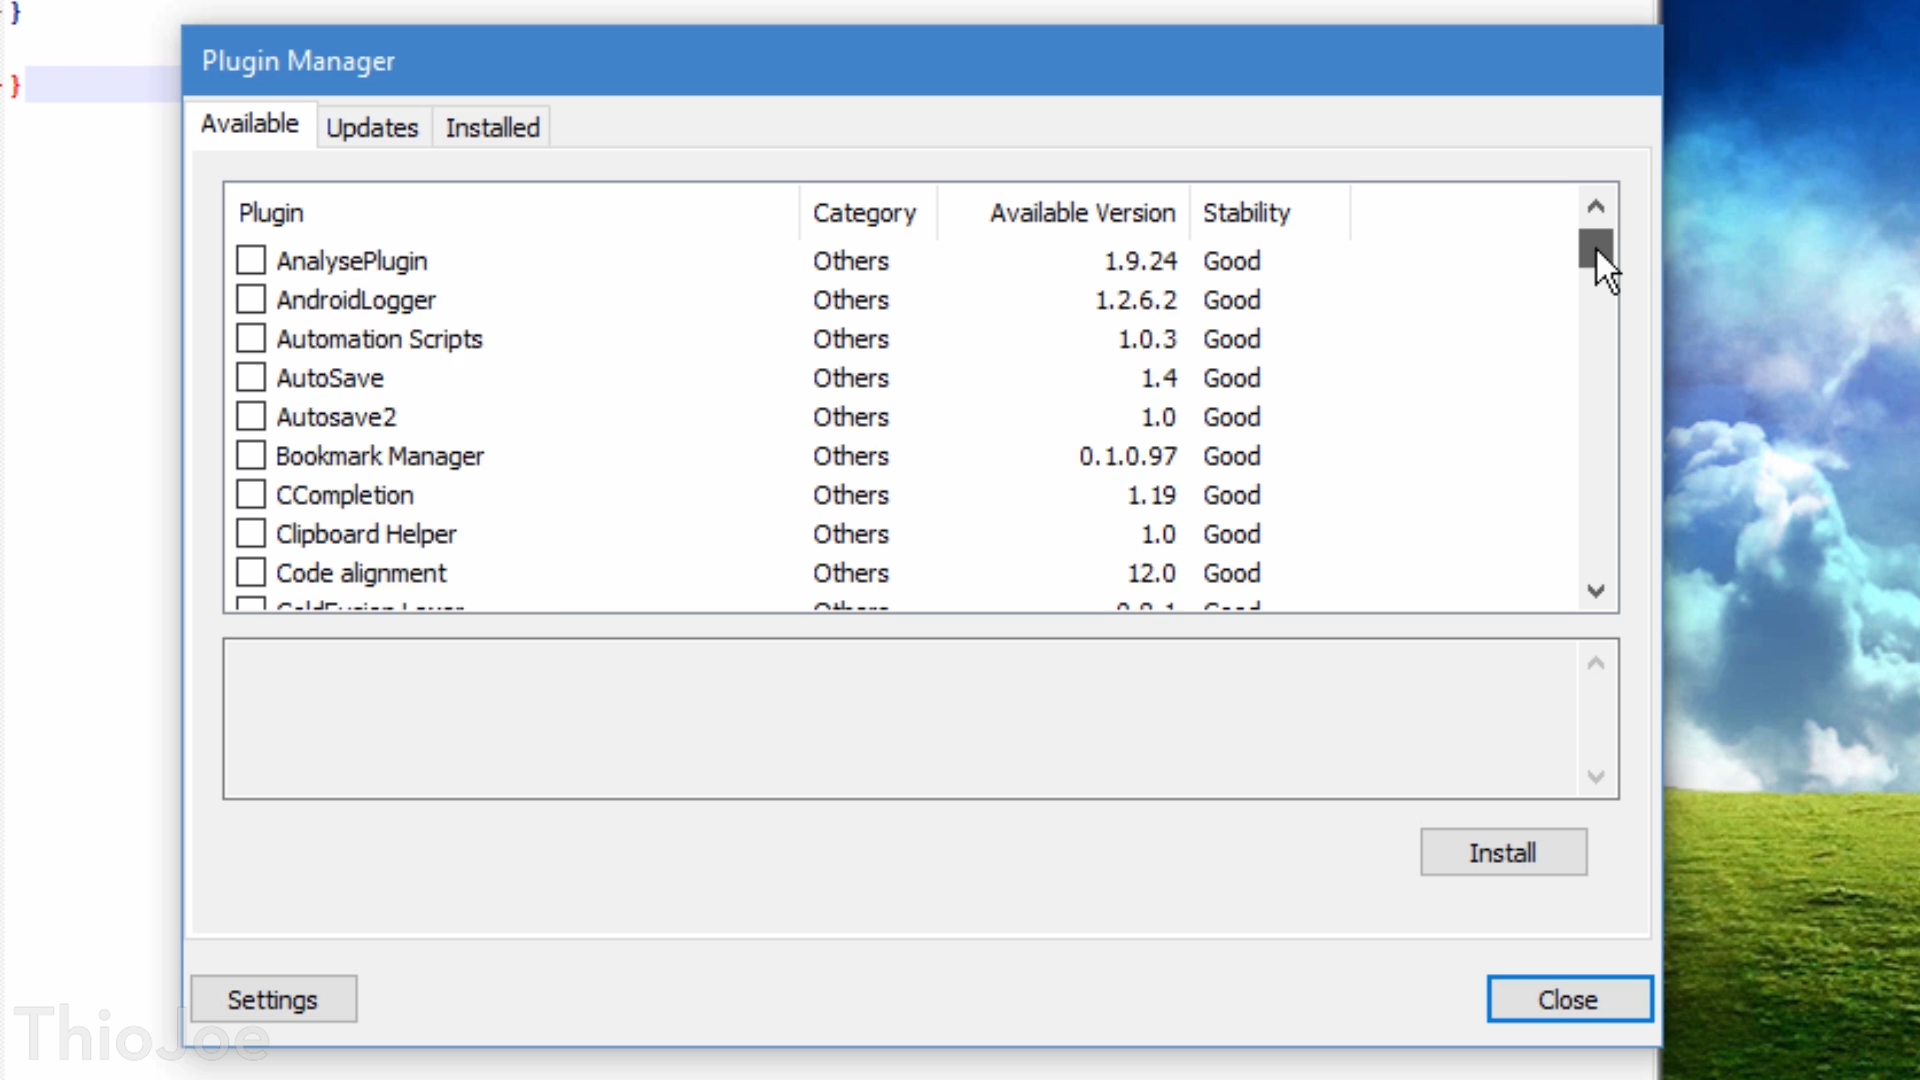 }
}
Plugin Manager
Available Updates Installed
Plugin Category Available Version Stability
AnalysePlugin Others 1.9.24 Good
AndroidLogger Others 1.2.6.2 Good
Automation Scripts Others 1.0.3 Good
AutoSave Others 1.4 Good
Autosave2 Others 1.0 Good
Bookmark Manager Others 0.1.0.97 Good
CCompletion Others 1.19 Good
Clipboard Helper Others 1.0 Good
Code alignment Others 12.0 Good
Install
Settings Close
ThioJoe